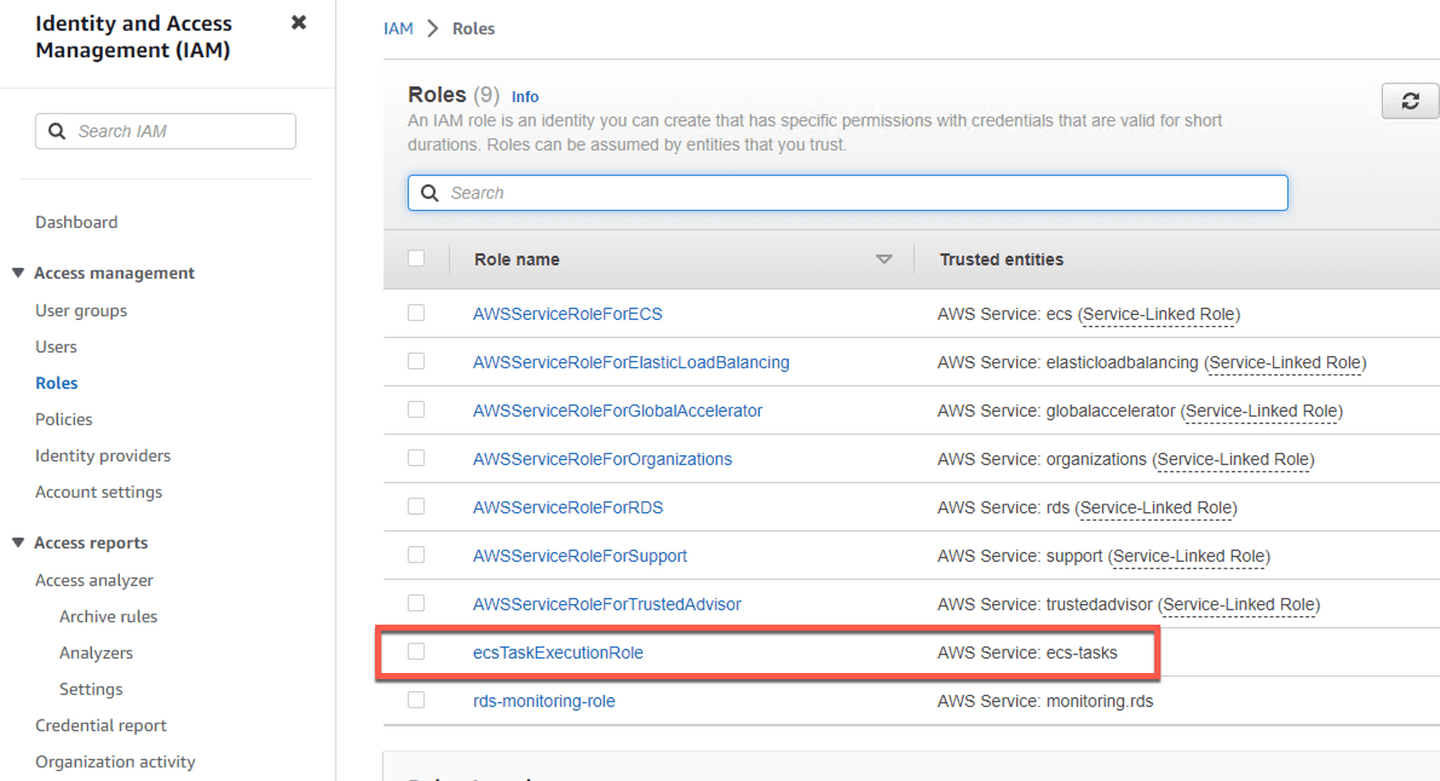 Identity and Access
Management (IAM)
Search IAM
Dashboard
Access management
User groups
Users
Roles
Policies
Identity providers
Account settings
Access reports
Access analyzer
Archive rules
Analyzers
Settings
Credential report
Organization activity
IAM > Roles
Roles (9) Info
An IAM role is an identity you can create that has specific permissions with credentials that are valid for short
durations. Roles can be assumed by entities that you trust.
Search
Role name Trusted entities
AWSServiceRoleForECS AWS Service: ecs (Service-Linked Role)
AWSServiceRoleForElasticLoadBalancing AWS Service: elasticloadbalancing (Service-Linked Role)
AWSServiceRoleForGlobalAccelerator AWS Service: globalaccelerator (Service-Linked Role)
AWSServiceRoleForOrganizations AWS Service: organizations (Service-Linked Role)
AWSServiceRoleForRDS AWS Service: rds (Service-Linked Role)
AWSServiceRoleForSupport AWS Service: support (Service-Linked Role)
AWSServiceRoleForTrustedAdvisor AWS Service: trustedadvisor (Service-Linked Role)
ecsTaskExecutionRole AWS Service: ecs-tasks
rds-monitoring-role AWS Service: monitoring.rds